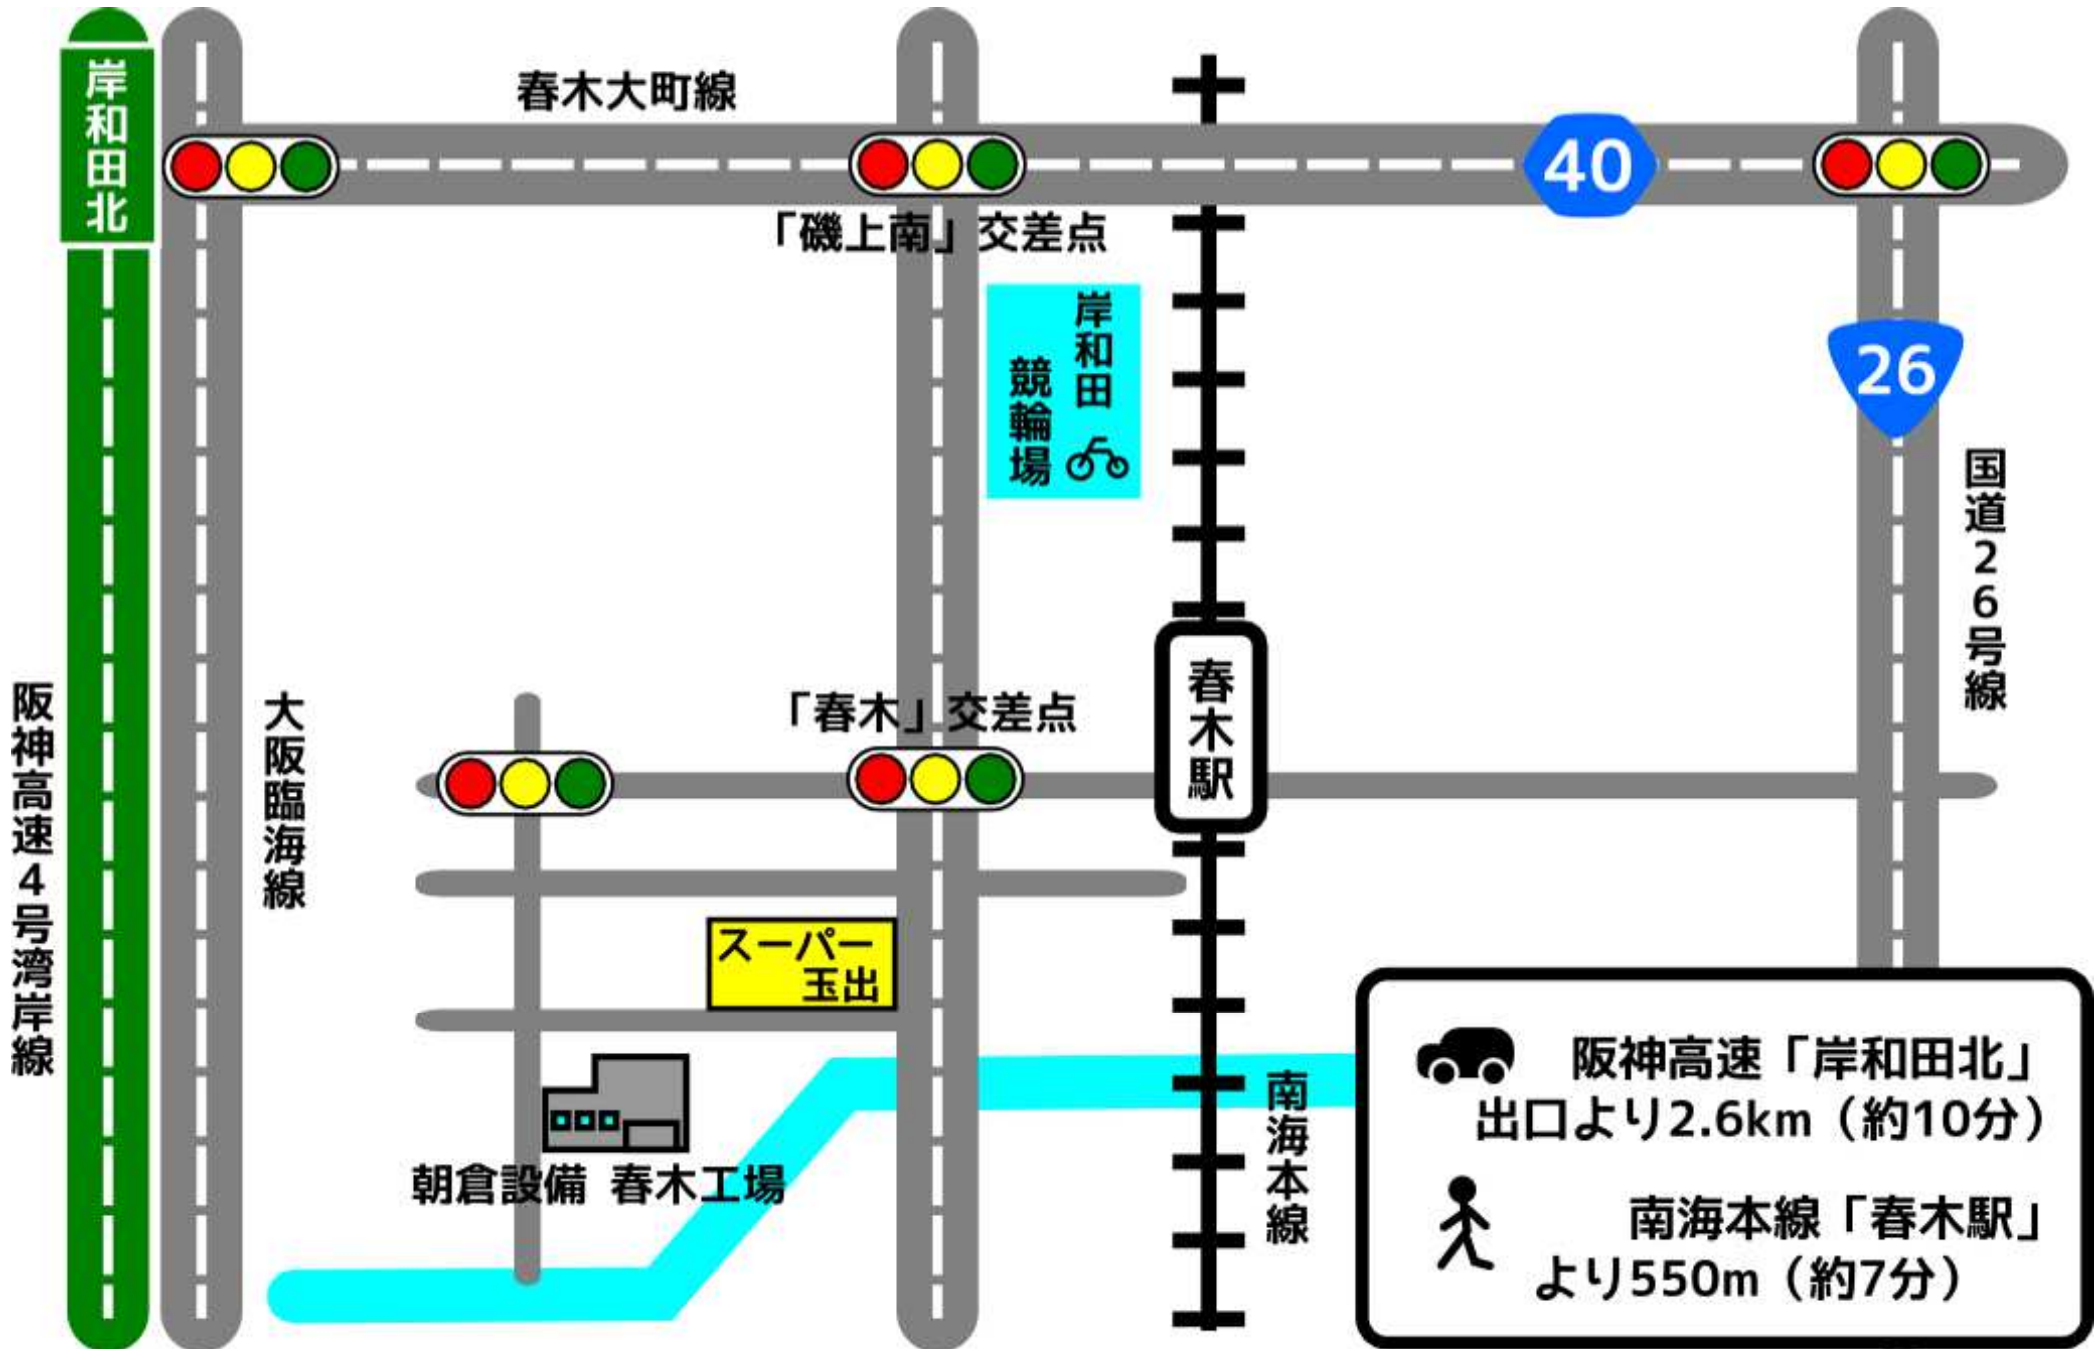 岸和田北
春木大町線
40
「磯上南」交差点
岸和田
競輪場
26
国道26号線
春木駅
「春木」交差点
大阪臨海線
阪神高速4号湾岸線
スーパー
玉出
朝倉設備 春木工場
南海本線
阪神高速「岸和田北」
出口より2.6km（約10分）
南海本線「春木駅」
より550m（約7分）